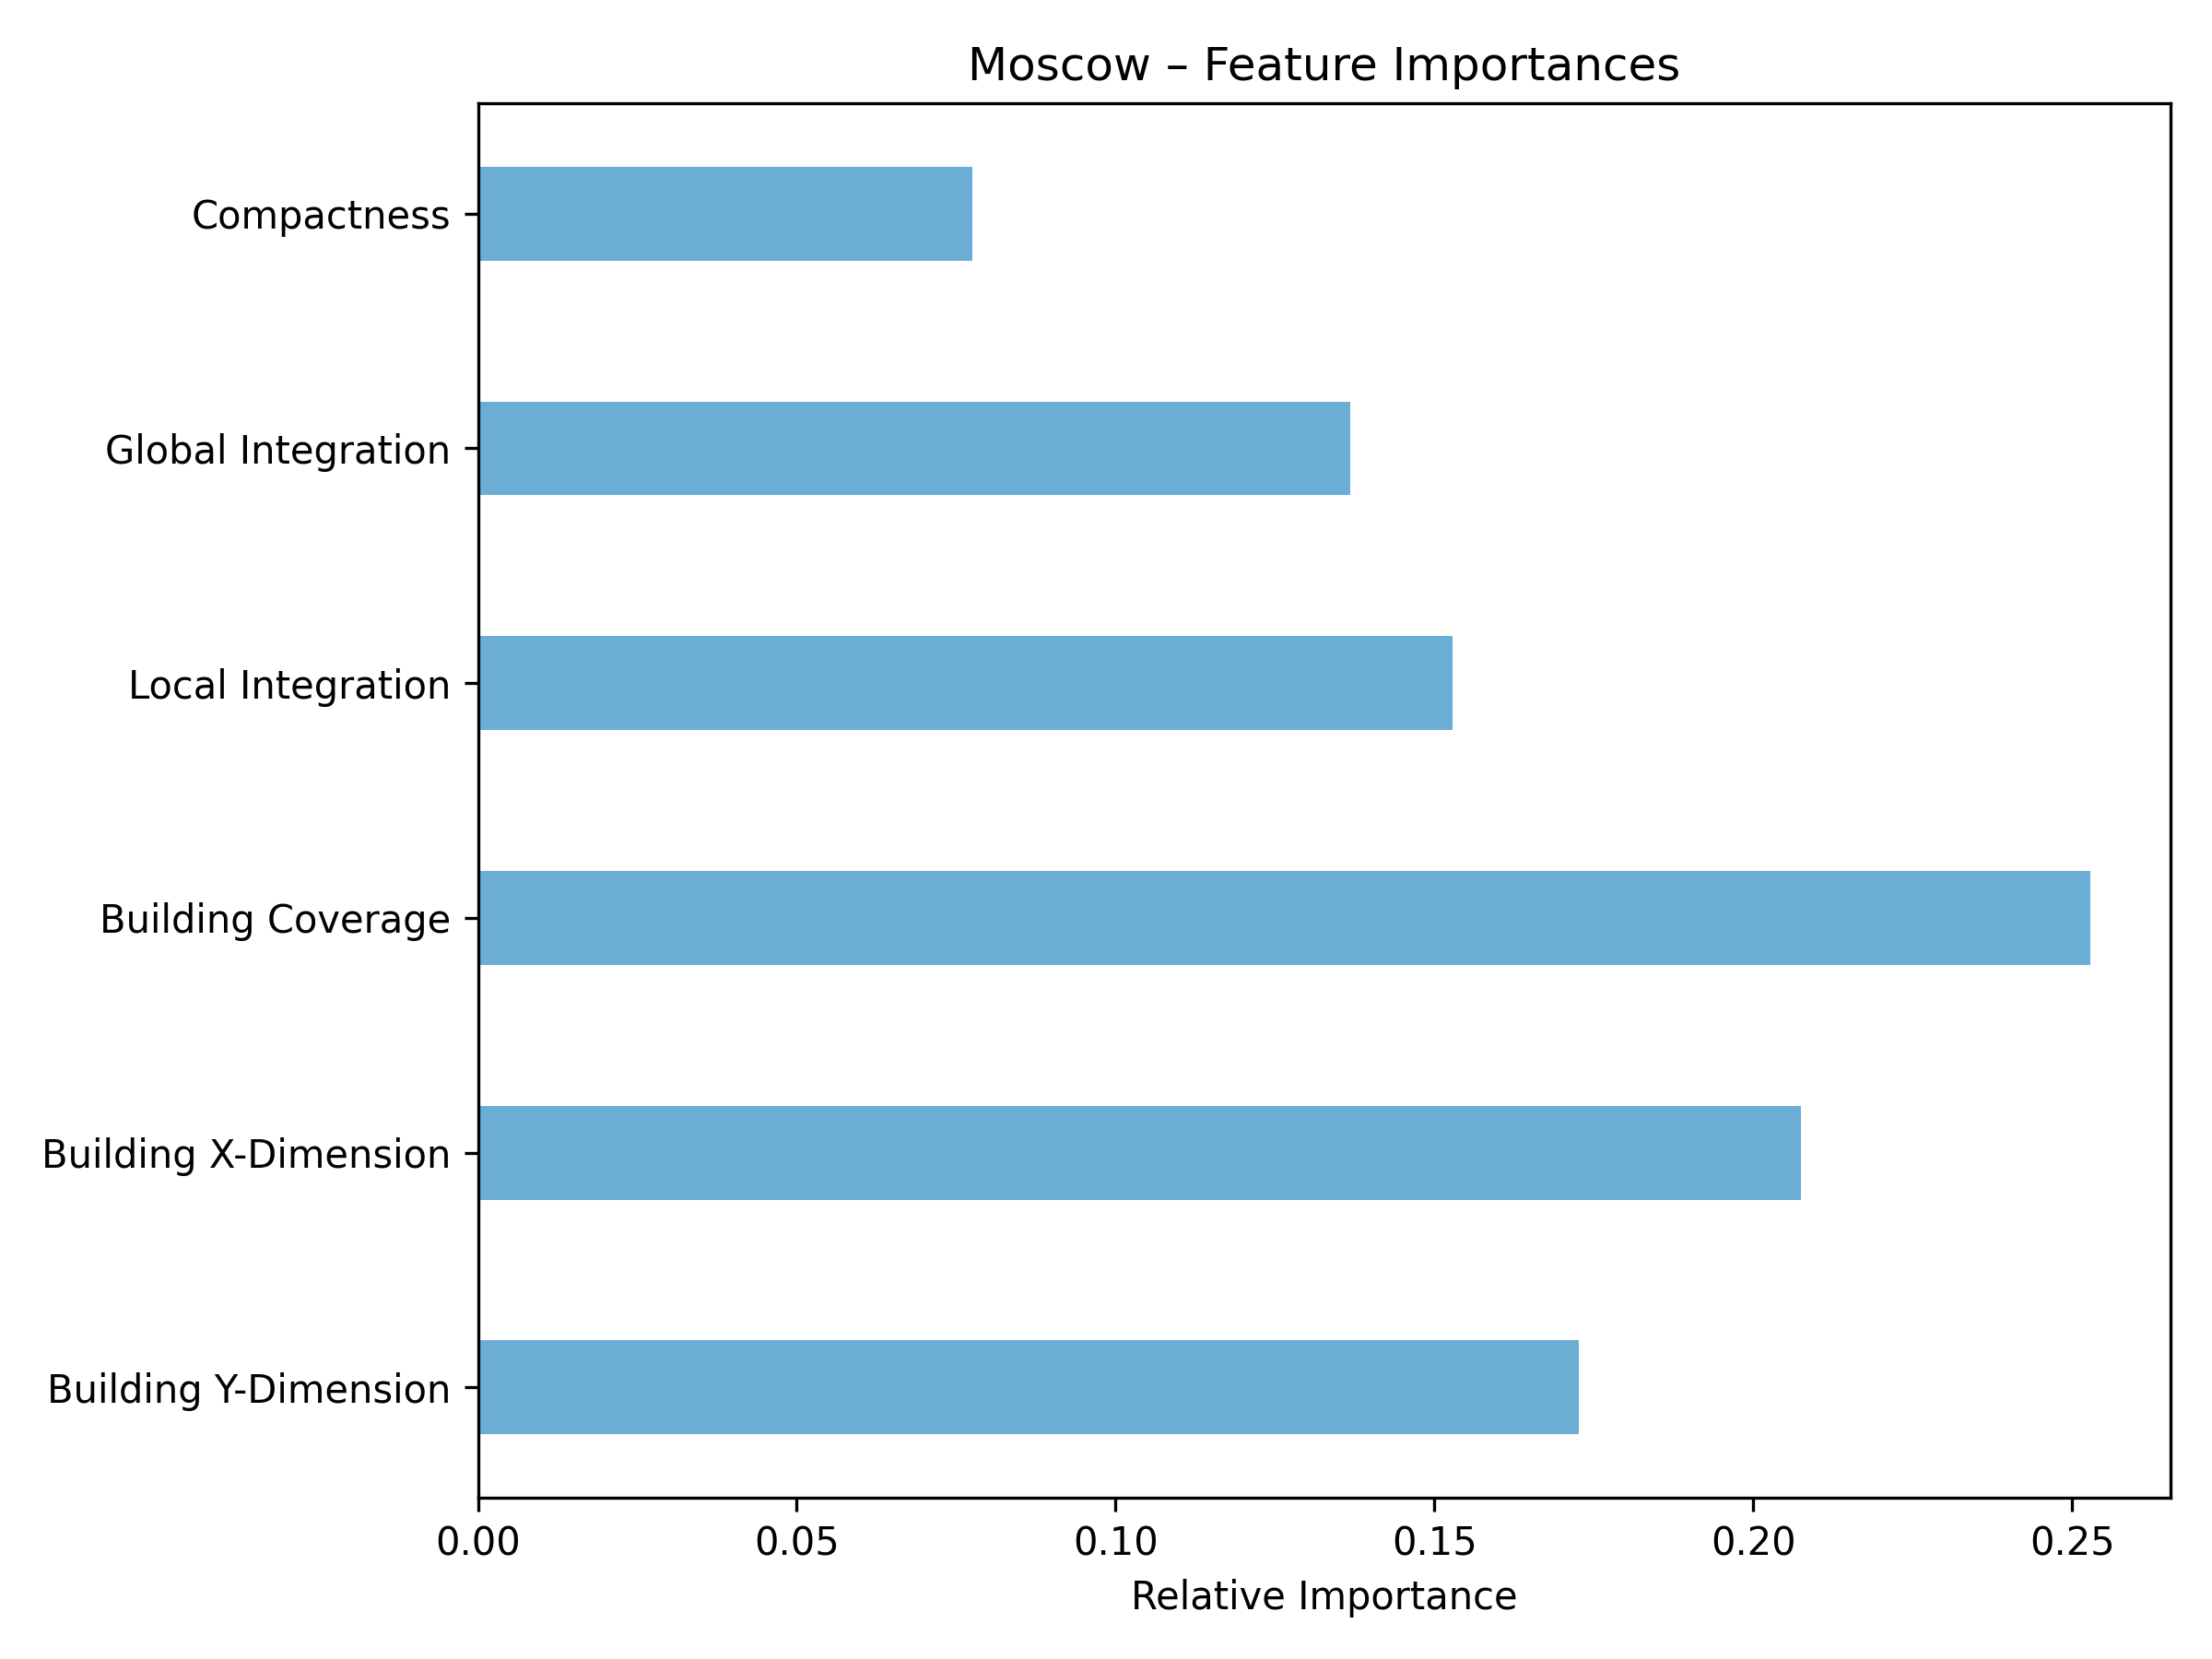 Moscow – Feature Importances
Compactness
Global Integration
Local Integration
Building Coverage
Building X-Dimension
Building Y-Dimension
0.00 0.05 0.10 0.15 0.20 0.25
Relative Importance